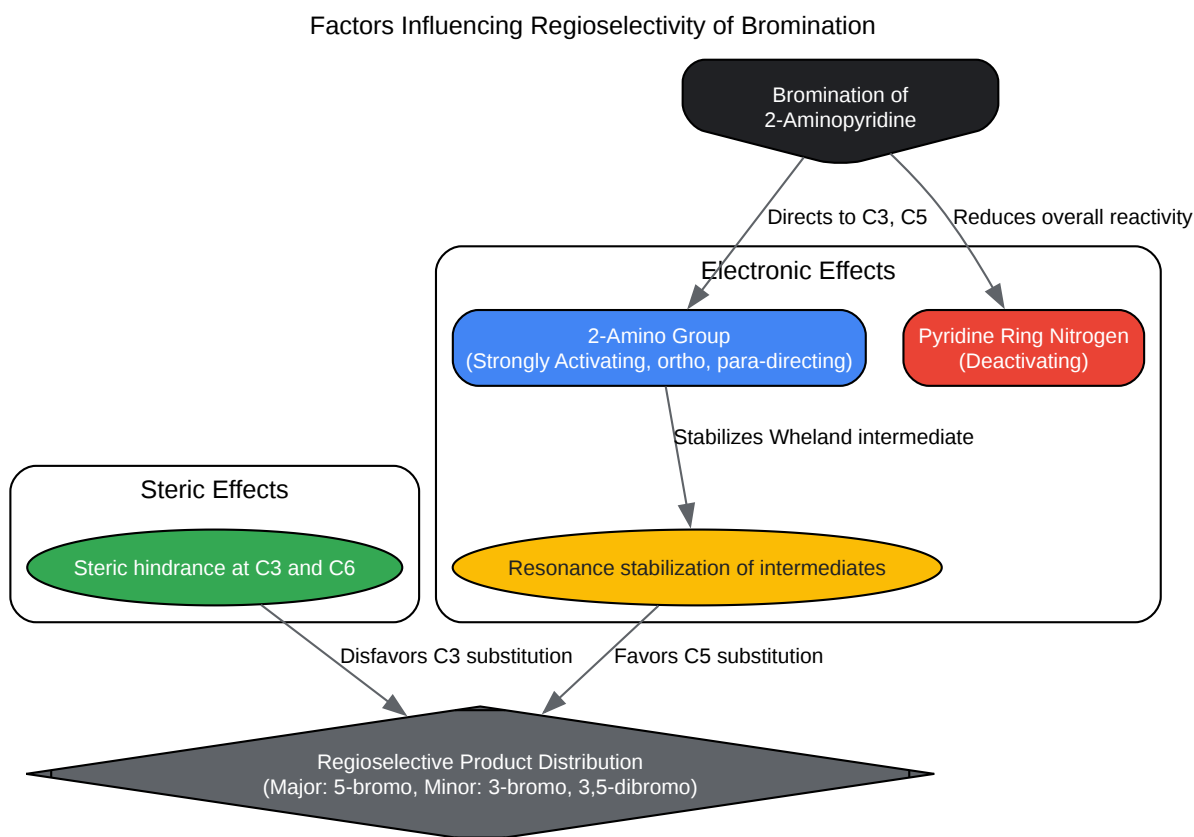 Factors Influencing Regioselectivity of Bromination
Bromination of
2-Aminopyridine
Directs to C3, C5
Reduces overall reactivity
Electronic Effects
2-Amino Group
(Strongly Activating, ortho, para-directing)
Pyridine Ring Nitrogen
(Deactivating)
Stabilizes Wheland intermediate
Steric Effects
Steric hindrance at C3 and C6
Resonance stabilization of intermediates
Disfavors C3 substitution
Favors C5 substitution
Regioselective Product Distribution
(Major: 5-bromo, Minor: 3-bromo, 3,5-dibromo)